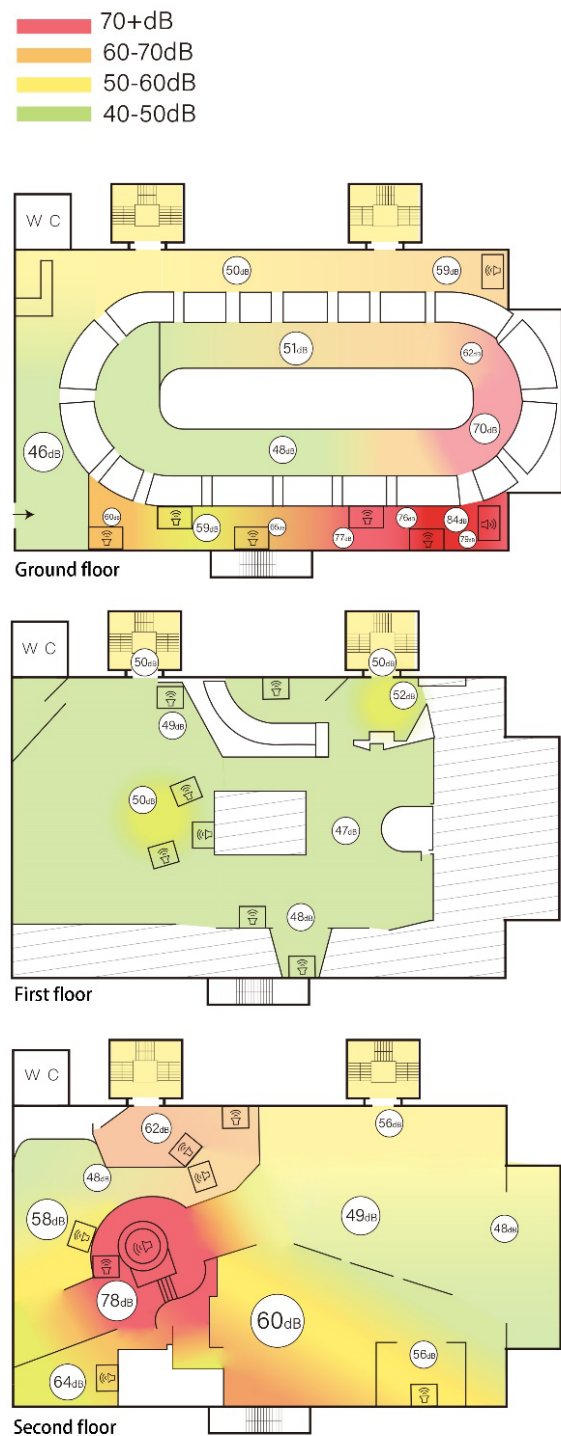 70+dB
60-70dB
50-60dB
40-50dB
W C
50dB
59dB
51dB
62dB
70dB
46dB
48dB
60dB
59dB
66dB
77dB
76dB
84dB
79dB
Ground floor
W C
50dB
50dB
52dB
49dB
50dB
47dB
48dB
First floor
W C
62dB
56dB
48dB
58dB
49dB
48dB
78dB
60dB
56dB
64dB
Second floor